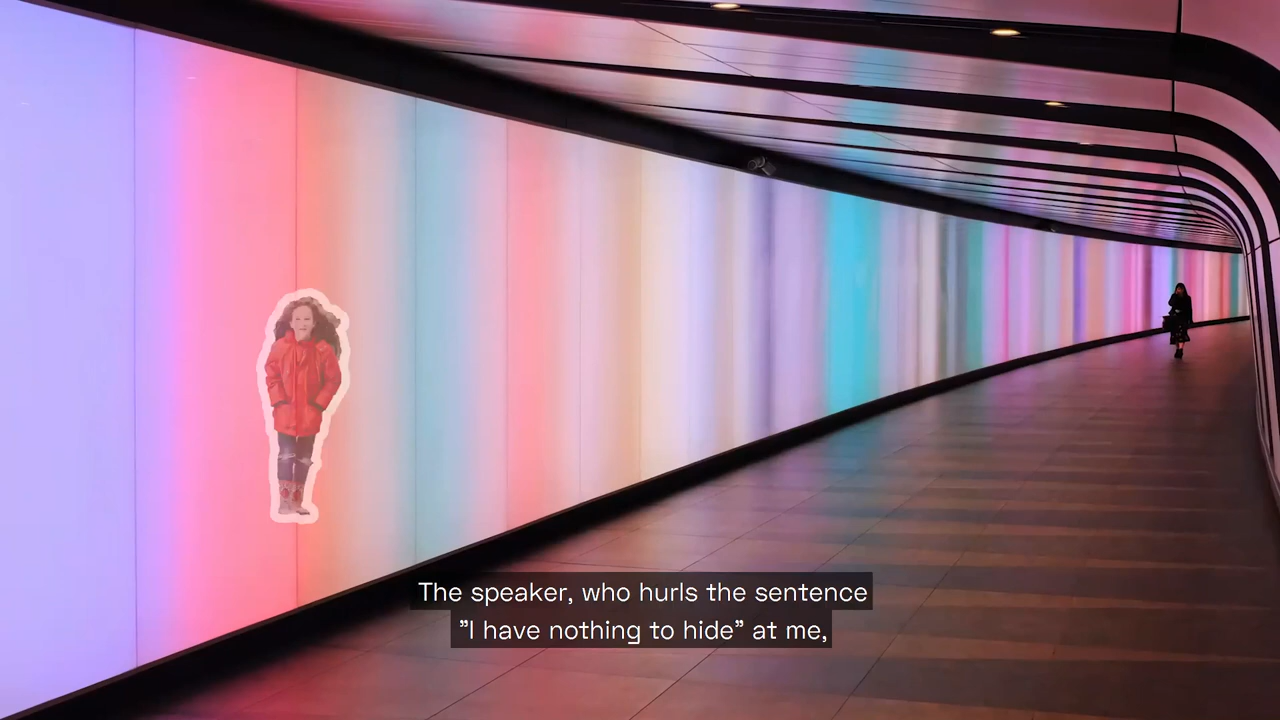 The speaker, who hurls the sentence
"I have nothing to hide" at me,